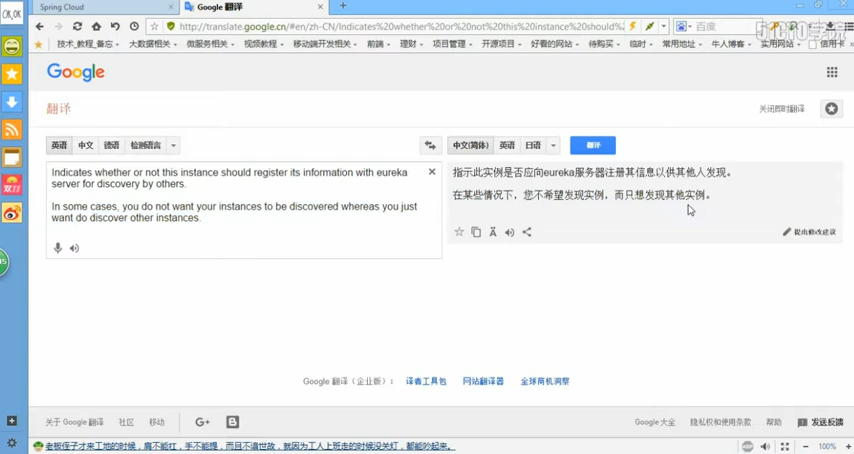 Spring Cloud
Google 翻译
http://translate.google.cn/#en/zh-CN/Indicates%20whether%20or%20not%20this%20instance%20should%2
百度
技术_教程_备忘
大数据相关
微服务相关
视频教程
移动端开发相关
前端
理财
项目管理
开源项目
好看的网站
待购买
临时
常用地址
牛人博客
实用网站
信用卡
Google
翻译
关闭即时翻译
英语
中文
德语
检测语言
中文(简体)
英语
日语
翻译
Indicates whether or not this instance should register its information with eureka
server for discovery by others.
In some cases, you do not want your instances to be discovered whereas you just
want do discover other instances.
指示此实例是否应向eureka服务器注册其信息以供其他人发现。
在某些情况下，您不希望发现实例，而只想发现其他实例。
提出修改建议
Google 翻译（企业版）：
译者工具包
网站翻译器
全球商机洞察
关于 Google 翻译
社区
移动
G+
B
Google 大全
隐私权和使用条款
帮助
发送反馈
老板侄子才来工地的时候，肩不能扛，手不能提，而且不谙世故，就因为工人上班走的时候没关灯，都能吵起来。
100%